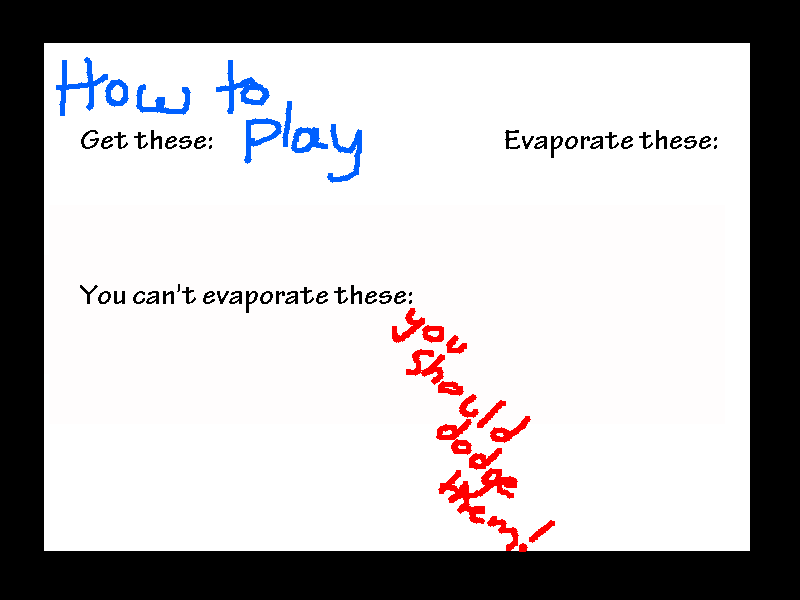 How to
play
Get these:
Evaporate these:
You can't evaporate these:
you
should
dodge
them!